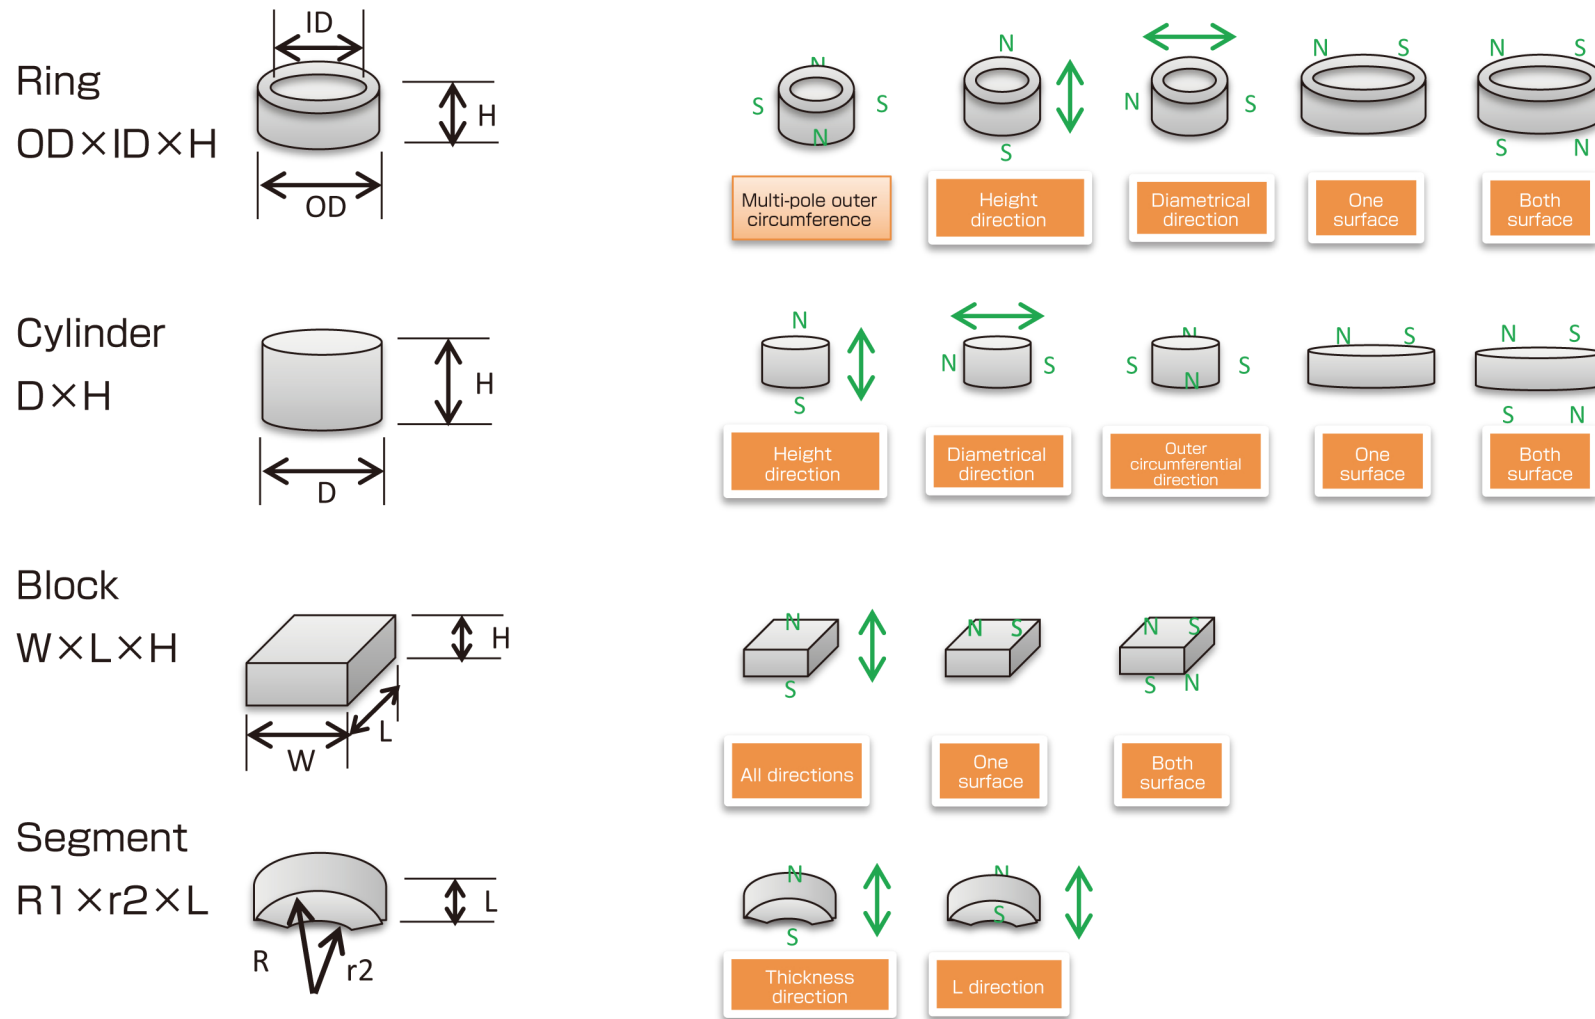 Ring
OD×ID×H
ID
H
OD
N
S
S
N
N
S
N
S
N
S
N
S
S
N
Multi-pole outer
circumference
Height
direction
Diametrical
direction
One
surface
Both
surface
Cylinder
D×H
H
D
N
S
N
S
N
S
S
N
N
S
N
S
S
N
Height
direction
Diametrical
direction
Outer
circumferential
direction
One
surface
Both
surface
Block
W×L×H
H
L
W
N
S
N
S
N
S
S
N
All directions
One
surface
Both
surface
Segment
R1×r2×L
L
R
r2
N
S
N
S
Thickness
direction
L direction